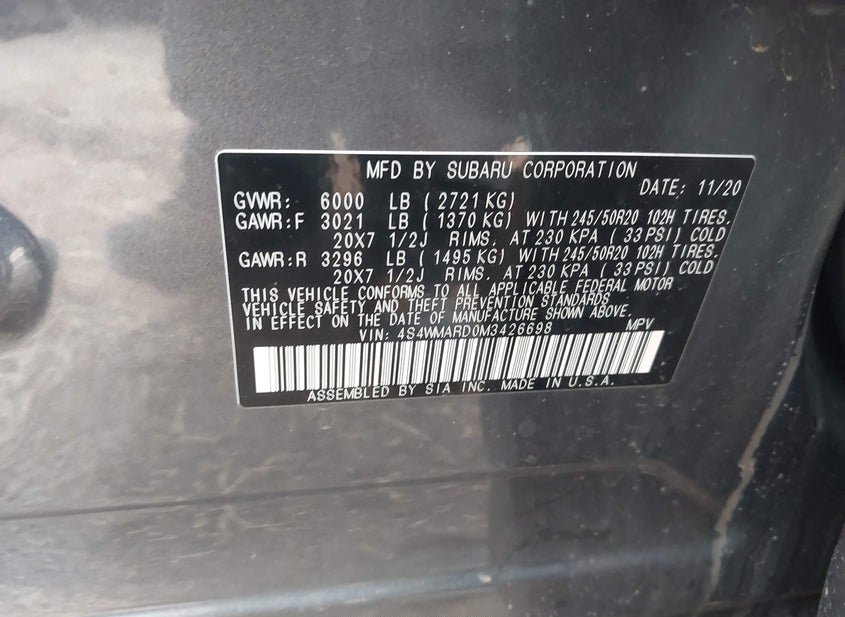 MFD BY SUBARU CORPORATION
DATE: 11/20
GVWR: 6000 LB ( 2721 KG)
GAWR:F 3021 LB ( 1370 KG) WITH 245/50R20 102H TIRES.
20X7 1/2J RIMS. AT 230 KPA ( 33 PSI) COLD
GAWR:R 3296 LB ( 1495 KG) WITH 245/50R20 102H TIRES.
20X7 1/2J RIMS. AT 230 KPA ( 33 PSI) COLD
THIS VEHICLE CONFORMS TO ALL APPLICABLE FEDERAL MOTOR
VEHICLE SAFETY AND THEFT PREVENTION STANDARDS
IN EFFECT ON THE DATE OF MANUFACTURE SHOWN ABOVE.
VIN: 4S4WMARD0M3426698 MPV
ASSEMBLED BY SIA INC. MADE IN U.S.A.